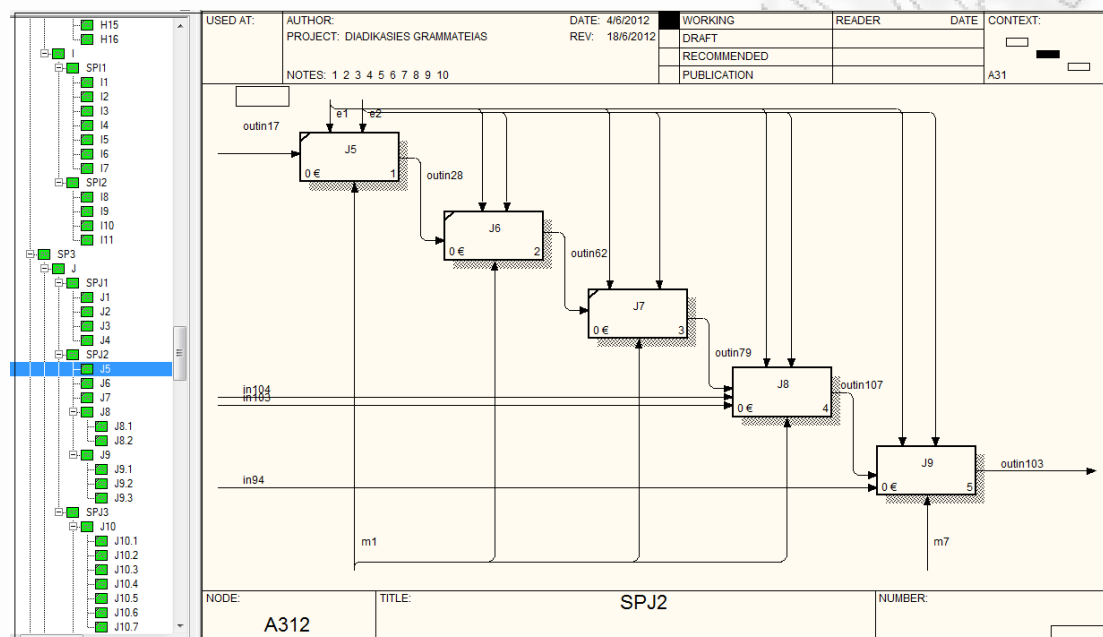 H15
H16
I
SPI1
I1
I2
I3
I4
I5
I6
I7
SPI2
I8
I9
I10
I11
SP3
J
SPJ1
J1
J2
J3
J4
SPJ2
J5
J6
J7
J8
J8.1
J8.2
J9
J9.1
J9.2
J9.3
SPJ3
J10
J10.1
J10.2
J10.3
J10.4
J10.5
J10.6
J10.7
USED AT:
AUTHOR:
DATE: 4/6/2012
PROJECT: DIADIKASIES GRAMMATEIAS
REV: 18/6/2012
NOTES: 1 2 3 4 5 6 7 8 9 10
WORKING
DRAFT
RECOMMENDED
PUBLICATION
READER
DATE
CONTEXT:
A31
e1
e2
outin17
J5
0 €
1
outin28
J6
0 €
2
outin62
J7
0 €
3
outin79
in104
in103
J8
0 €
4
outin107
in94
J9
0 €
5
outin103
m1
m7
NODE:
A312
TITLE:
SPJ2
NUMBER: